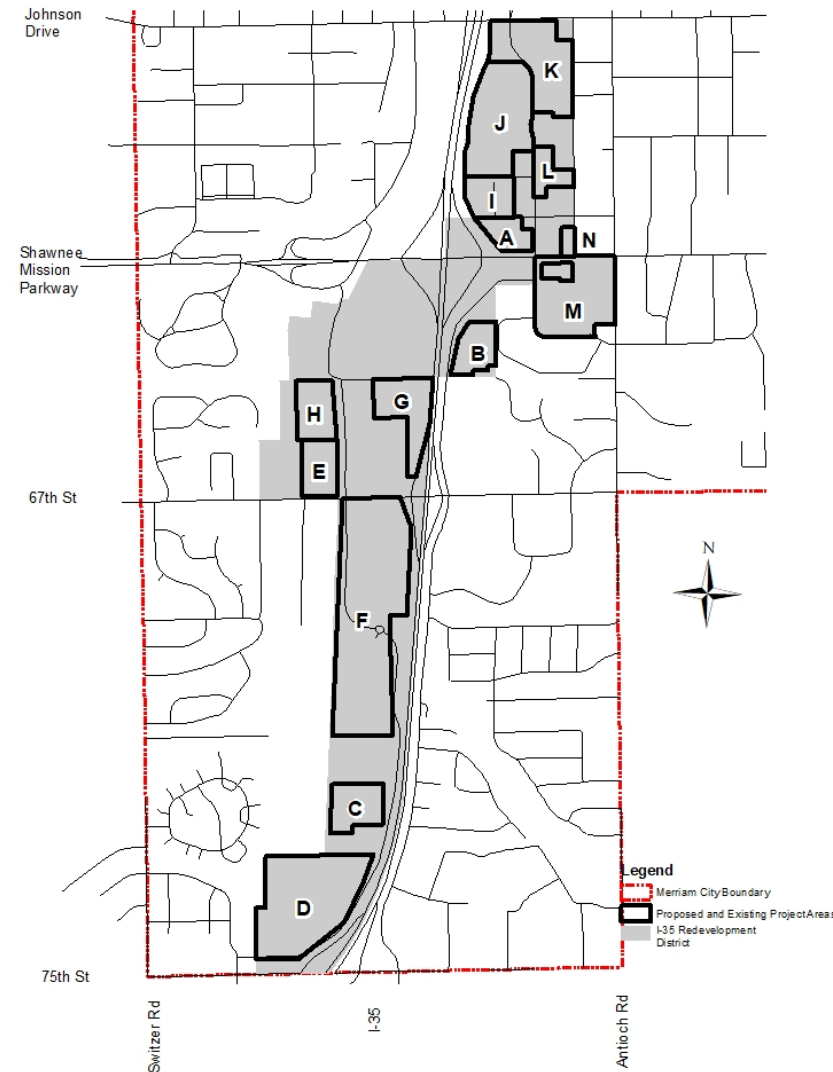 Johnson
Drive
K
J
L
I
A
N
Shawnee
Mission
Parkway
M
B
H
G
E
67th St
N
F
C
D
Legend
Merriam City Boundary
Proposed and Existing Project Areas
I-35 Redevelopment
District
75th St
Switzer Rd
I-35
Antioch Rd